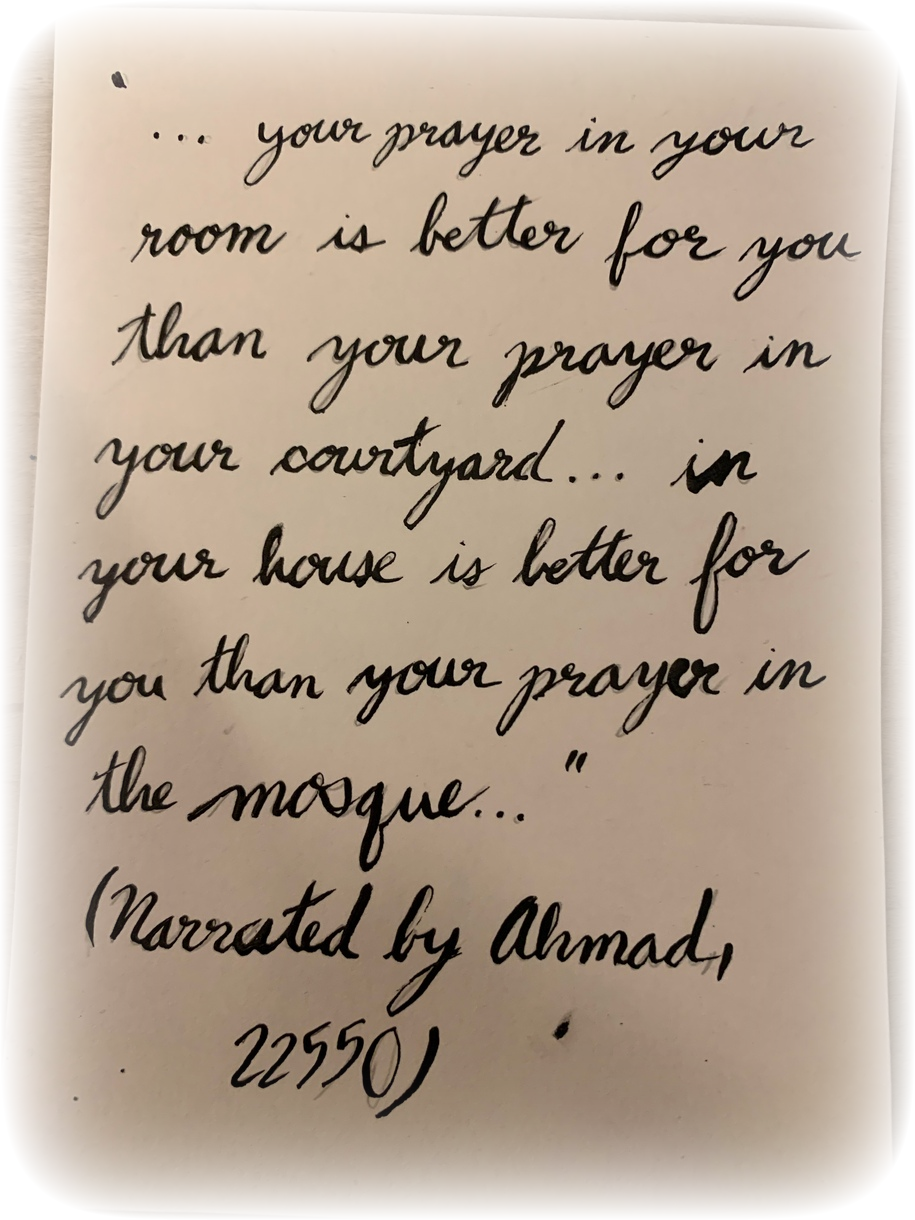 ... your prayer in your
room is better for you
than your prayer in
your courtyard... in
your house is better for
you than your prayer in
the mosque..."
(Narrated by Ahmad,
22550)